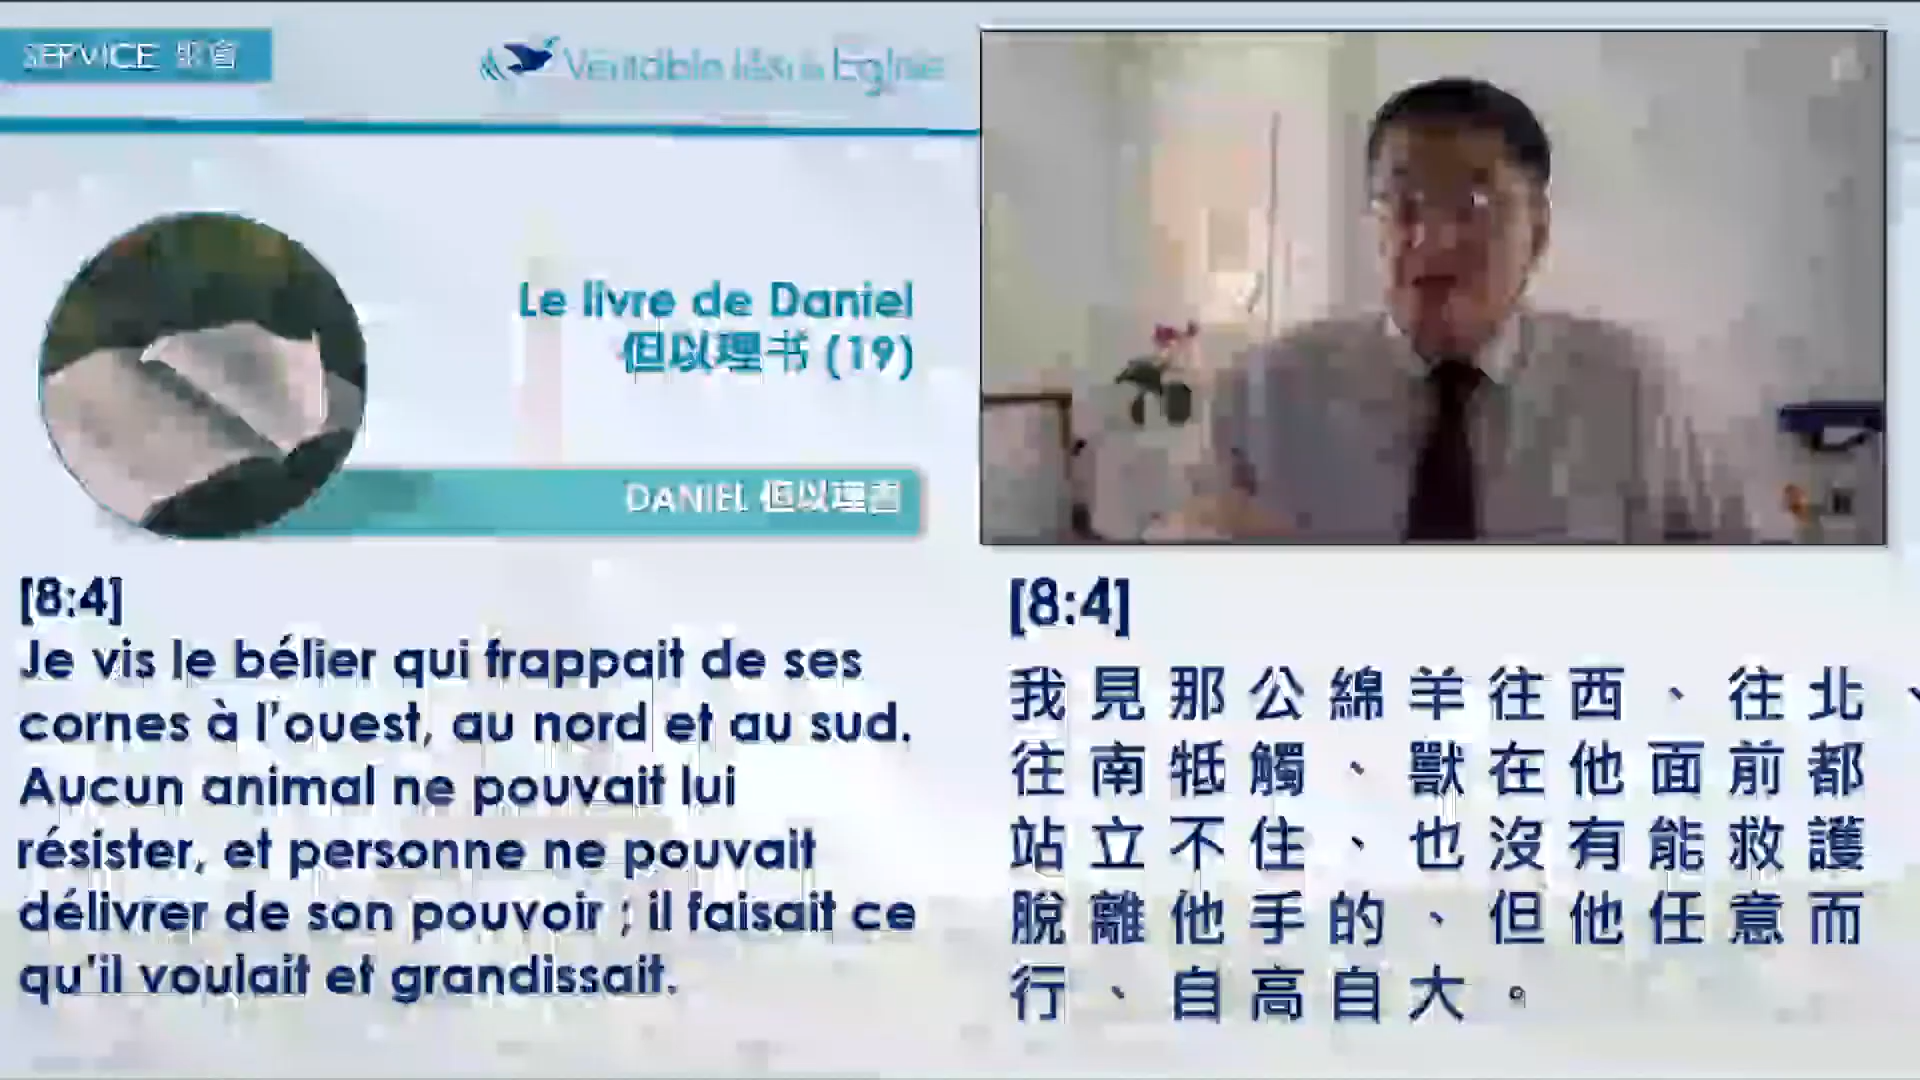 SERVICE 聚會
Véritable Jésus Eglise
Le livre de Daniel
但以理书 (19)
DANIEL 但以理書
[8:4]
Je vis le bélier qui frappait de ses
cornes à l'ouest, au nord et au sud.
Aucun animal ne pouvait lui
résister, et personne ne pouvait
délivrer de son pouvoir ; il faisait ce
qu'il voulait et grandissait.
[8:4]
我見那公綿羊往西、往北、
往南牴觸、獸在他面前都
站立不住、也沒有能救護
脫離他手的、但他任意而
行、自高自大。